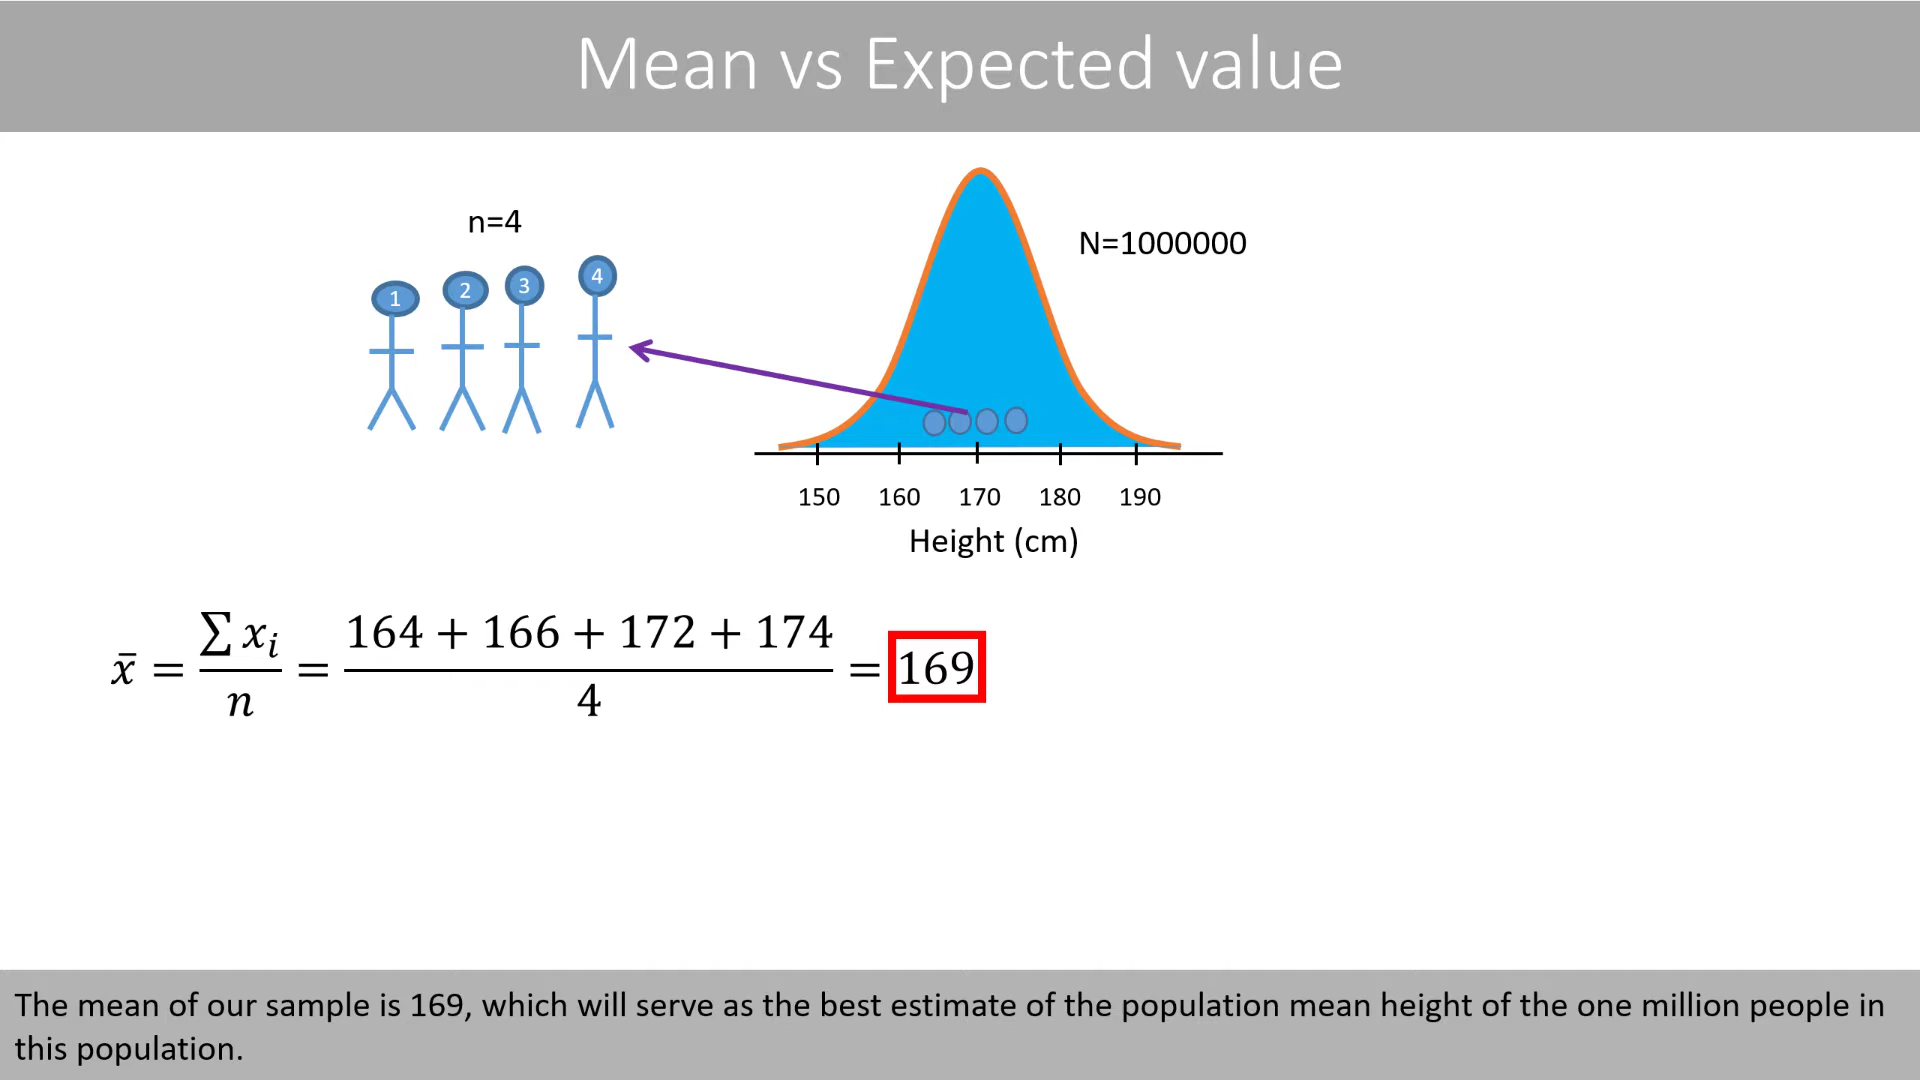 Mean vs Expected value
n=4
N=1000000
1 2 3 4
150 160 170 180 190
Height (cm)
x̄ = ∑ xᵢ / n = 164 + 166 + 172 + 174 / 4 = 169
The mean of our sample is 169, which will serve as the best estimate of the population mean height of the one million people in
this population.